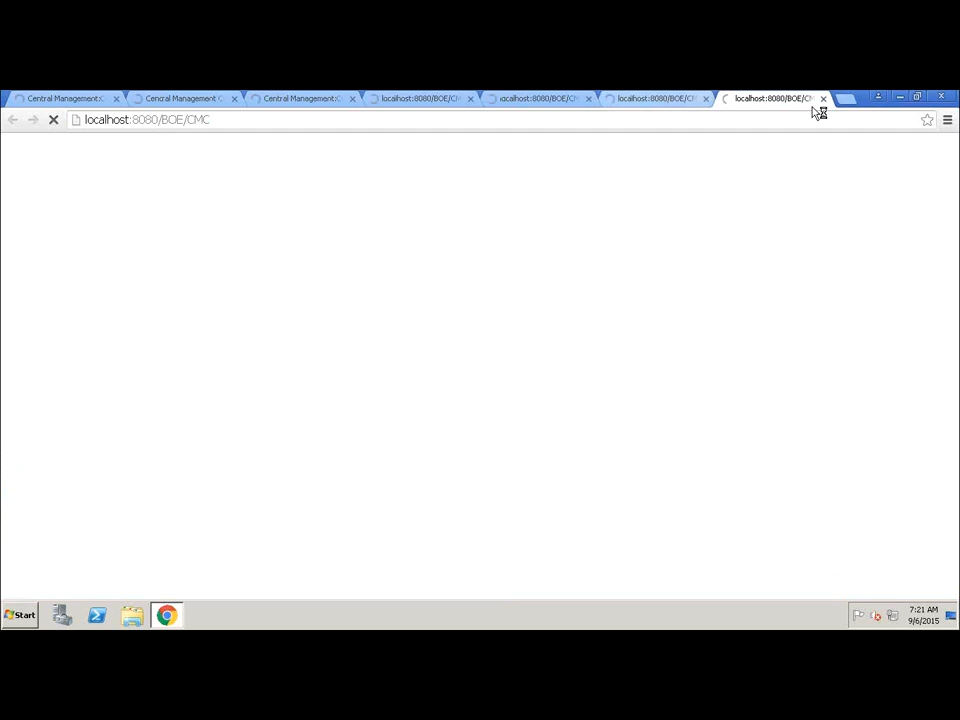 Central Management:C
Cencral Management C
Central Management:C
localhost:8080/BOE/CM
localhost:8080/BOE/CM
localhost:8080/BOE/CM
localhost:8080/BOE/CM
localhost:8080/BOE/CMC
Start
7:21 AM
9/6/2015